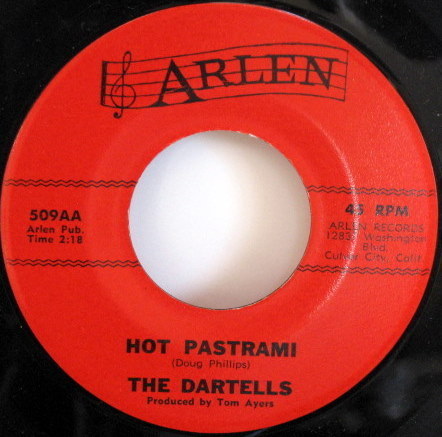 ARLEN
509AA
Arlen Pub.
Time 2:18
45 RPM
ARLEN RECORDS
Washington
Blvd.
Culver City, Calif.
HOT PASTRAMI
(Doug Phillips)
THE DARTELLS
Produced by Tom Ayers